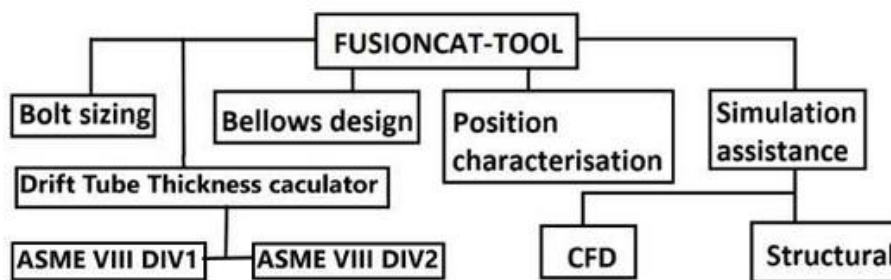 FUSIONCAT-TOOL
Bolt sizing
Bellows design
Position
characterisation
Simulation
assistance
Drift Tube Thickness caculator
ASME VIII DIV1
ASME VIII DIV2
CFD
Structural